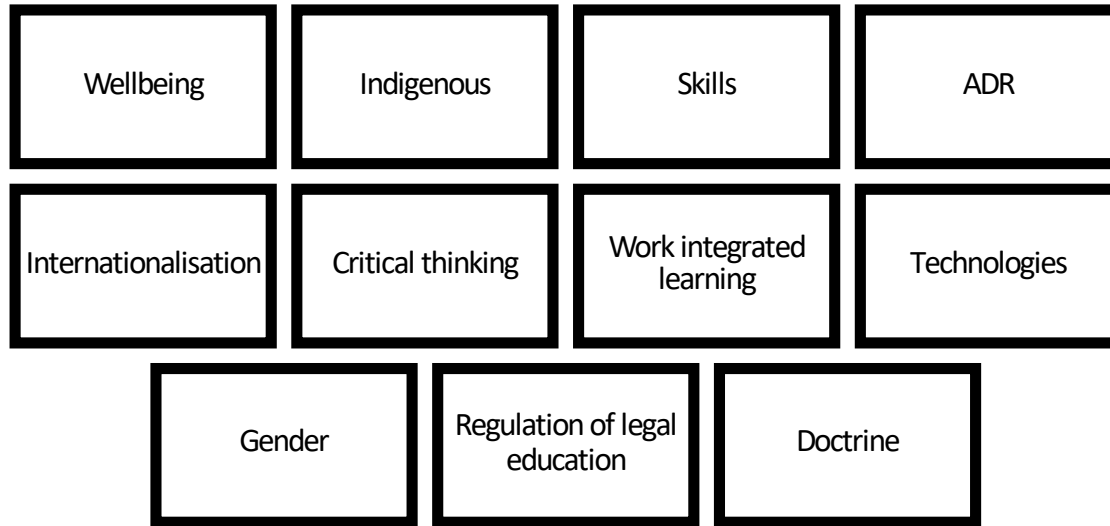 Wellbeing
Indigenous
Skills
ADR
Internationalisation
Critical thinking
Work integrated
learning
Technologies
Gender
Regulation of legal
education
Doctrine